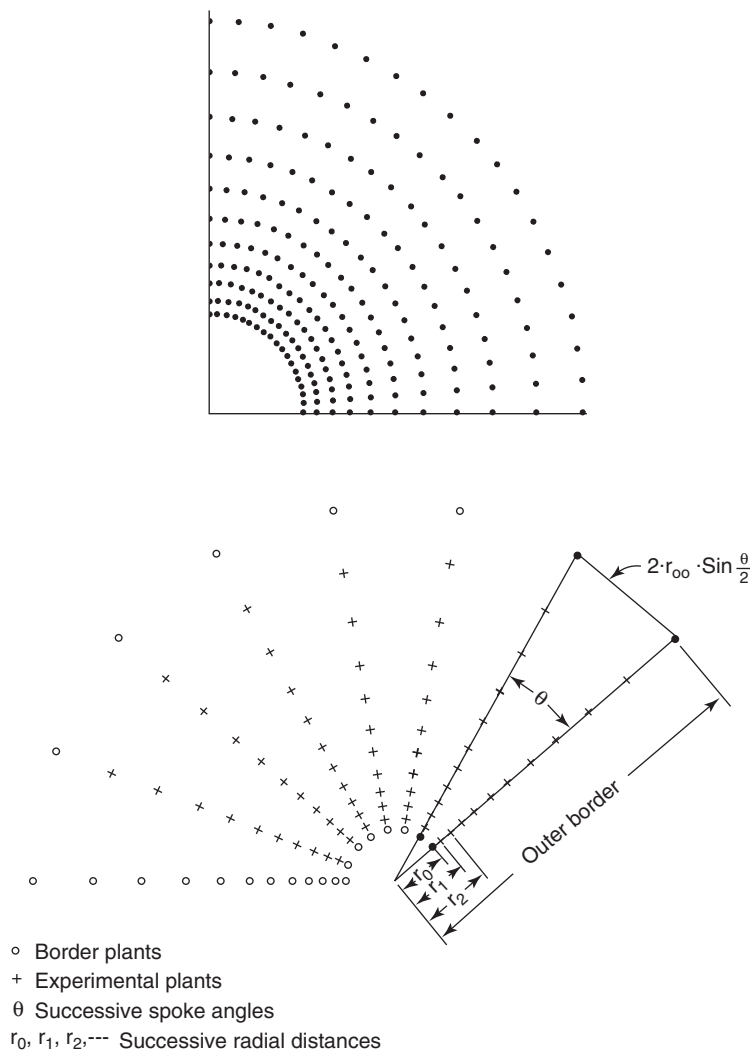 2·r₀₀ ·Sin θ/2
θ
Outer border
r₀
r₁
r₂
Border plants
Experimental plants
θ Successive spoke angles
r₀, r₁, r₂,--- Successive radial distances